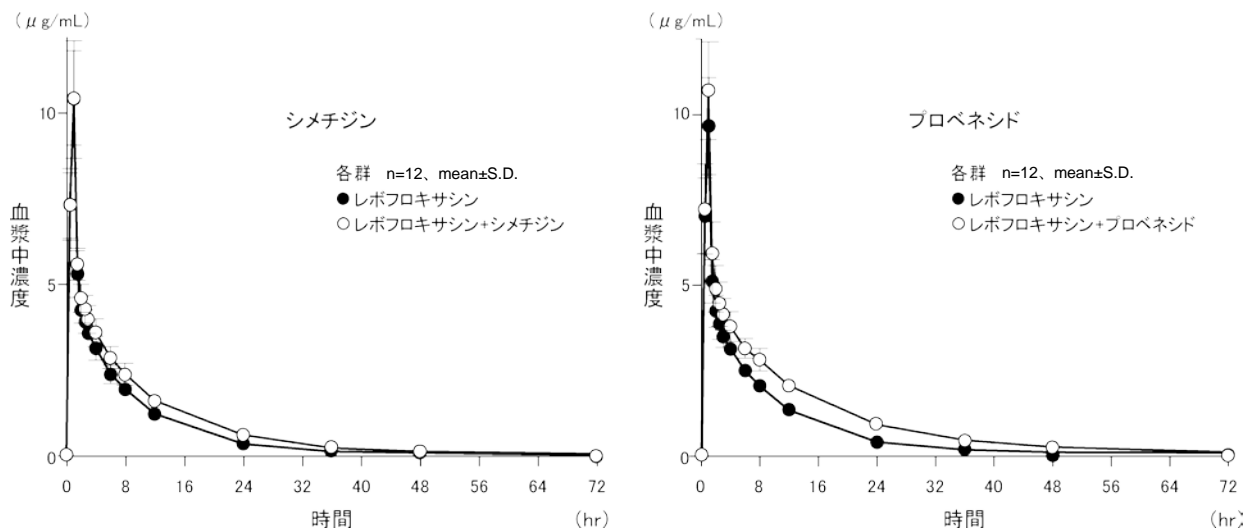 (μg/mL)
血漿中濃度
10
5
0
シメチジン
各群 n=12、mean±S.D.
●レボフロキサシン
○レボフロキサシン+シメチジン
0 8 16 24 32 40 48 56 64 72
時間 (hr)
(μg/mL)
血漿中濃度
10
5
0
プロベネシド
各群 n=12、mean±S.D.
●レボフロキサシン
○レボフロキサシン+プロベネシド
0 8 16 24 32 40 48 56 64 72
時間 (hr)